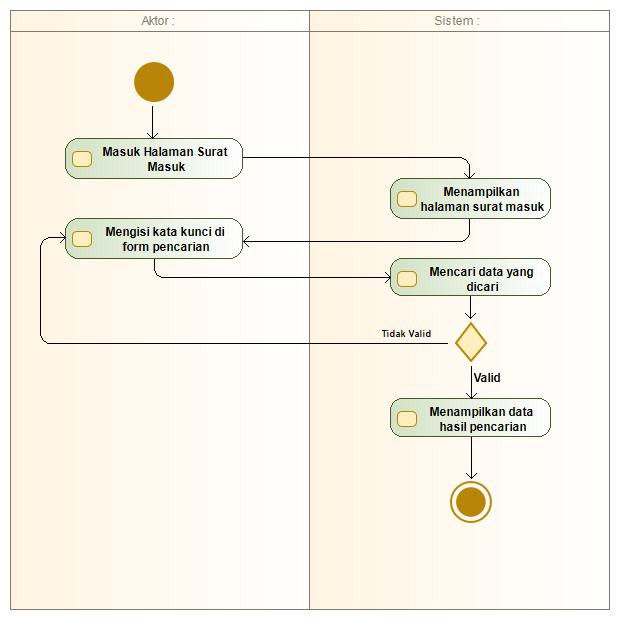 Aktor :
Sistem :
Masuk Halaman Surat
Masuk
Menampilkan
halaman surat masuk
Mengisi kata kunci di
form pencarian
Mencari data yang
dicari
Tidak Valid
Valid
Menampilkan data
hasil pencarian